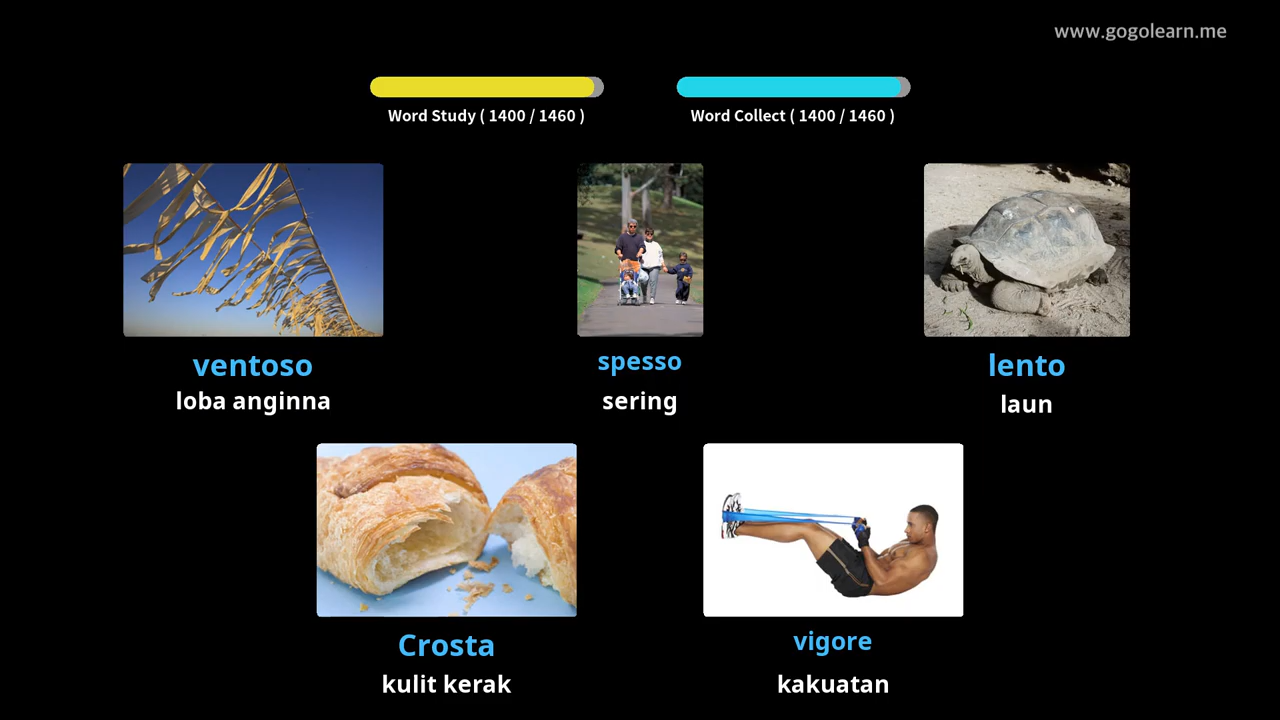 www.gogolearn.me
Word Study ( 1400 / 1460 )
Word Collect ( 1400 / 1460 )
ventoso
loba anginna
spesso
sering
lento
laun
Crosta
kulit kerak
vigore
kakuatan